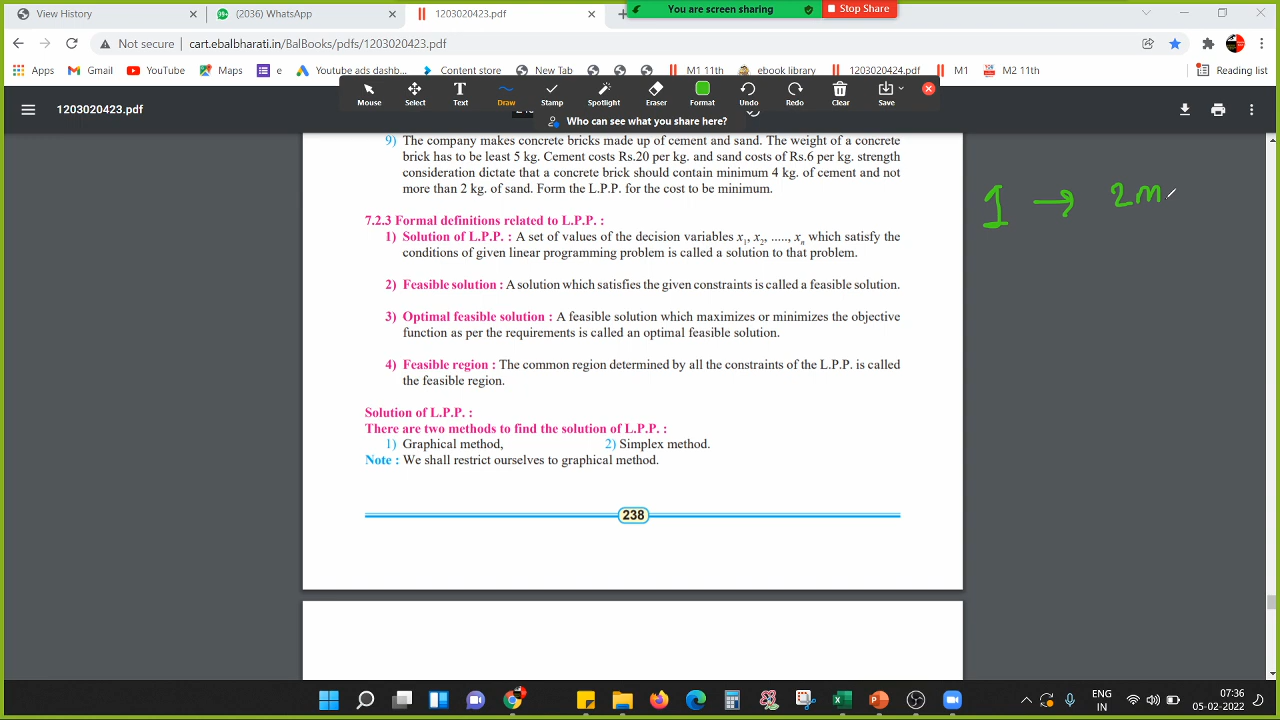 View History
(2036) WhatsApp
1203020423.pdf
You are screen sharing
Stop Share
Not secure
cart.ebalbharati.in/BalBooks/pdfs/1203020423.pdf
Apps
Gmail
YouTube
Maps
e
Youtube ads dashb...
Content store
New Tab
M1 11th
ebook library
1203020424.pdf
M1
M2 11th
Reading list
Mouse
Select
Text
Draw
Stamp
Spotlight
Eraser
Format
Undo
Redo
Clear
Save
1203020423.pdf
Who can see what you share here?
9) The company makes concrete bricks made up of cement and sand. The weight of a concrete
brick has to be least 5 kg. Cement costs Rs.20 per kg. and sand costs of Rs.6 per kg. strength
consideration dictate that a concrete brick should contain minimum 4 kg. of cement and not
more than 2 kg. of sand. Form the L.P.P. for the cost to be minimum.
1 → 2m
7.2.3 Formal definitions related to L.P.P. :
1) Solution of L.P.P. : A set of values of the decision variables x₁, x₂, ....., xₙ which satisfy the
conditions of given linear programming problem is called a solution to that problem.
2) Feasible solution : A solution which satisfies the given constraints is called a feasible solution.
3) Optimal feasible solution : A feasible solution which maximizes or minimizes the objective
function as per the requirements is called an optimal feasible solution.
4) Feasible region : The common region determined by all the constraints of the L.P.P. is called
the feasible region.
Solution of L.P.P. :
There are two methods to find the solution of L.P.P. :
1) Graphical method, 2) Simplex method.
Note : We shall restrict ourselves to graphical method.
238
ENG
IN
07:36
05-02-2022